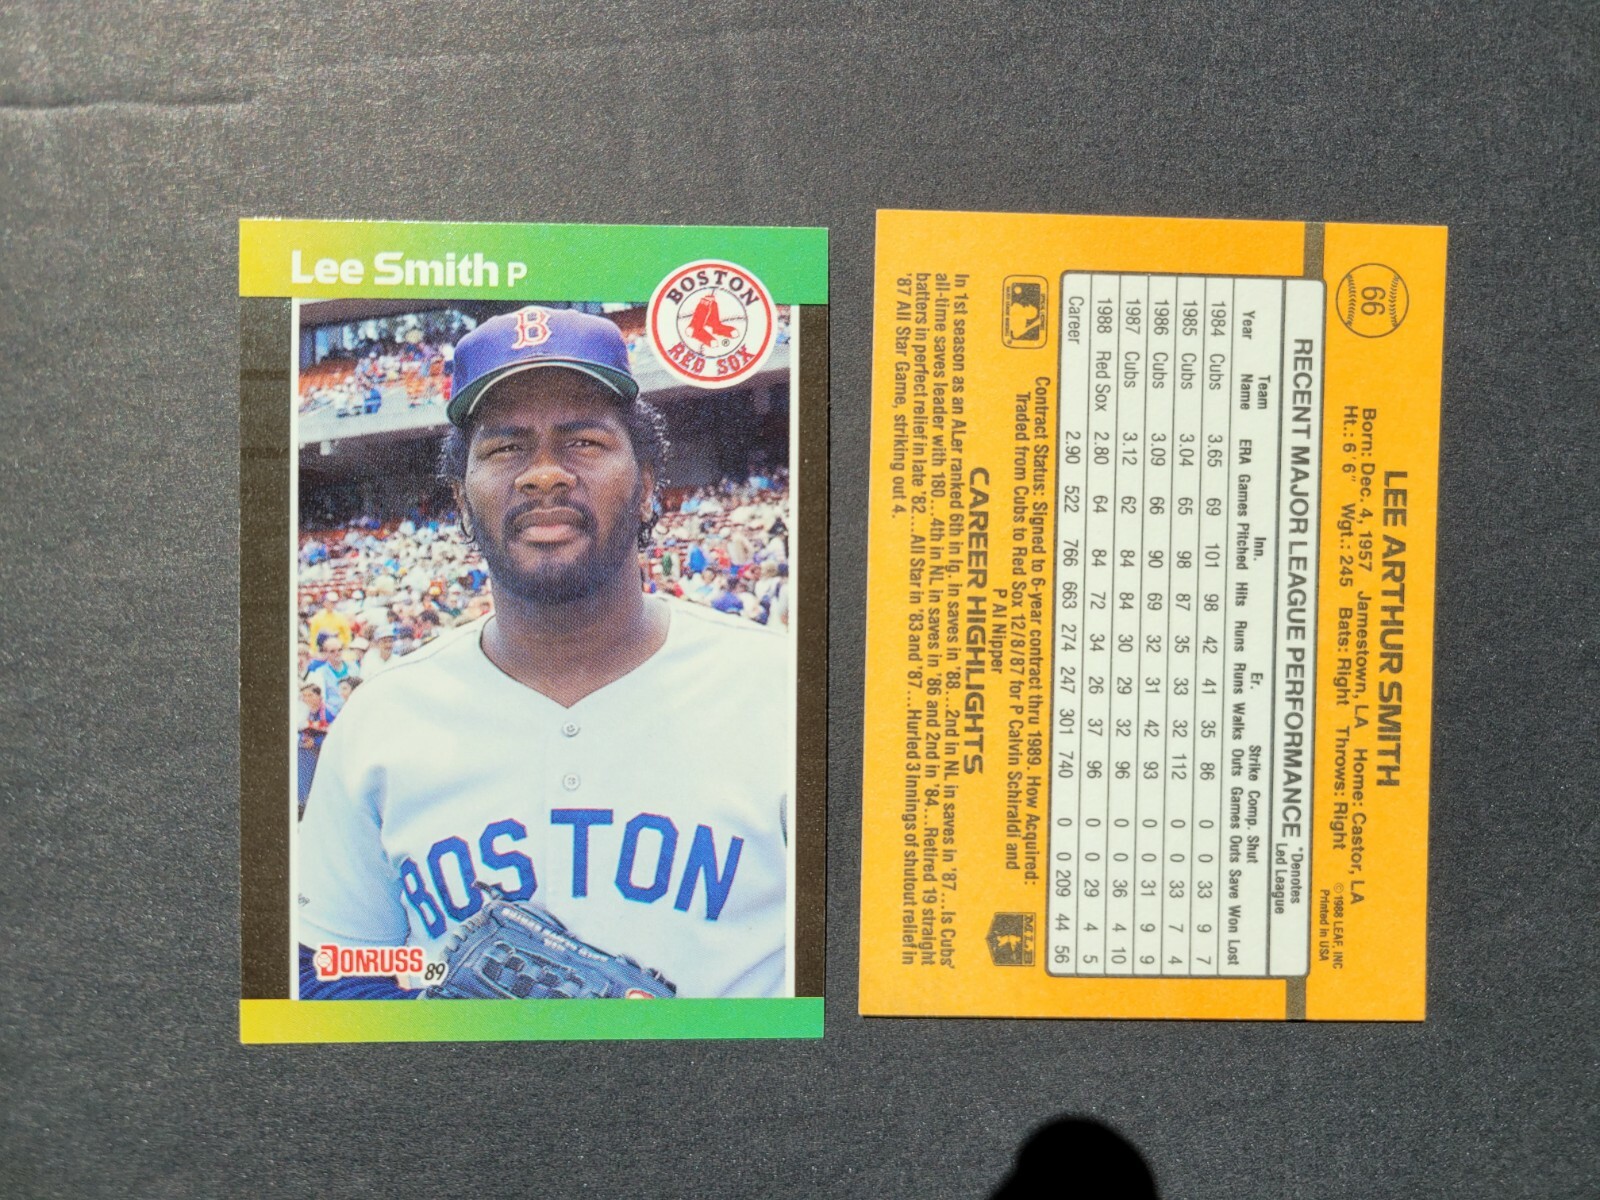 Lee Smith P
BOSTON
RED SOX
®
B
BOSTON
DONRUSS 89
66
LEE ARTHUR SMITH
Born: Dec. 4, 1957 Jamestown, LA Home: Castor, LA
Ht.: 6'6" Wgt.: 245 Bats: Right Throws: Right
© 1988 LEAF, INC
Printed in USA
RECENT MAJOR LEAGUE PERFORMANCE *Denotes Led League
Year Team Name ERA Games Inn. Pitched Hits Runs Er. Runs Walks Strike Outs Comp. Games Shut Outs Save Won Lost
1984 Cubs 3.65 69 101 98 42 41 35 86 0 0 33 9 7
1985 Cubs 3.04 65 98 87 35 33 32 112 0 0 33 7 4
1986 Cubs 3.09 66 90 69 32 31 42 93 0 0 31 9 9
1987 Cubs 3.12 62 84 84 30 29 32 96 0 0 36 4 10
1988 Red Sox 2.80 64 84 72 34 26 37 96 0 0 29 4 5
Career 2.90 522 766 663 274 247 301 740 0 0 209 44 56
Contract Status: Signed to 6-year contract thru 1989. How Acquired:
Traded from Cubs to Red Sox 12/8/87 for P Calvin Schiraldi and
P Al Nipper
MLB
CAREER HIGHLIGHTS
In 1st season as an ALer ranked 6th in lg. in saves in '88...2nd in NL in saves in '87...Is Cubs'
all-time saves leader with 180...4th in NL in saves in '86 and 2nd in '84...Retired 19 straight
batters in perfect relief in late '82...All Star in '83 and '87...Hurled 3 innings of shutout relief in
'87 All Star Game, striking out 4.